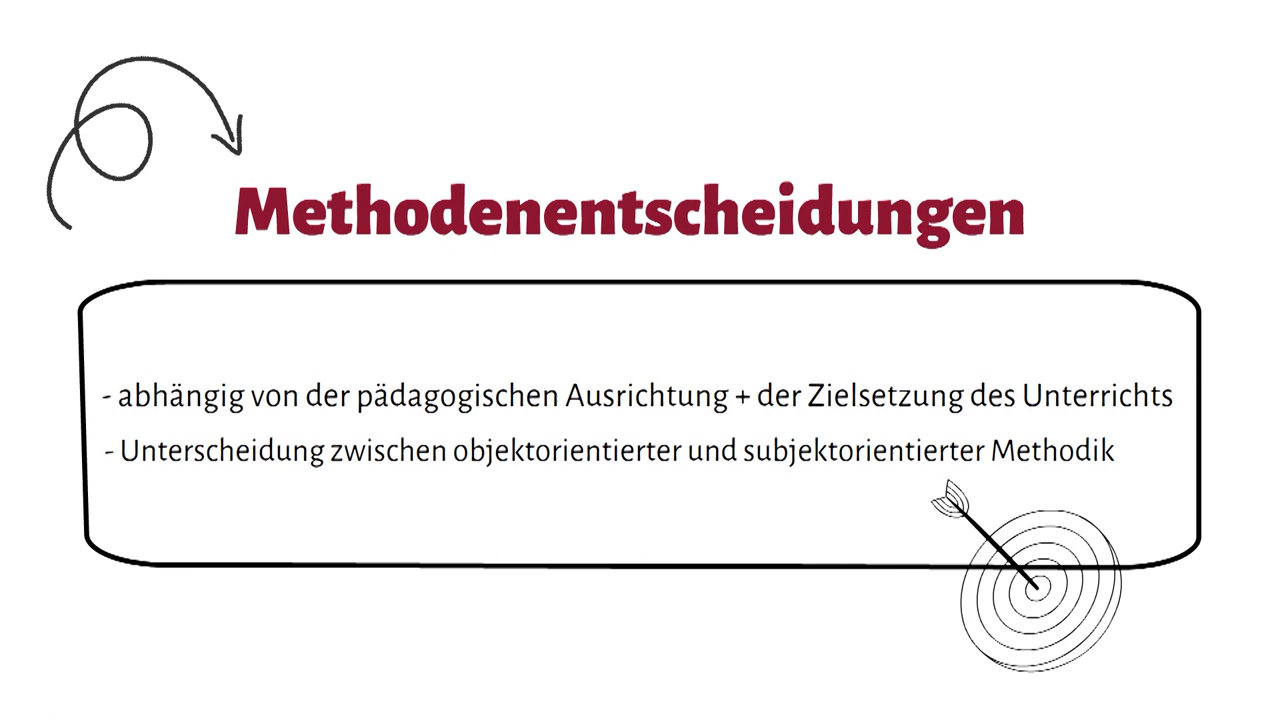 Methodenentscheidungen
- abhängig von der pädagogischen Ausrichtung + der Zielsetzung des Unterrichts
- Unterscheidung zwischen objektorientierter und subjektorientierter Methodik